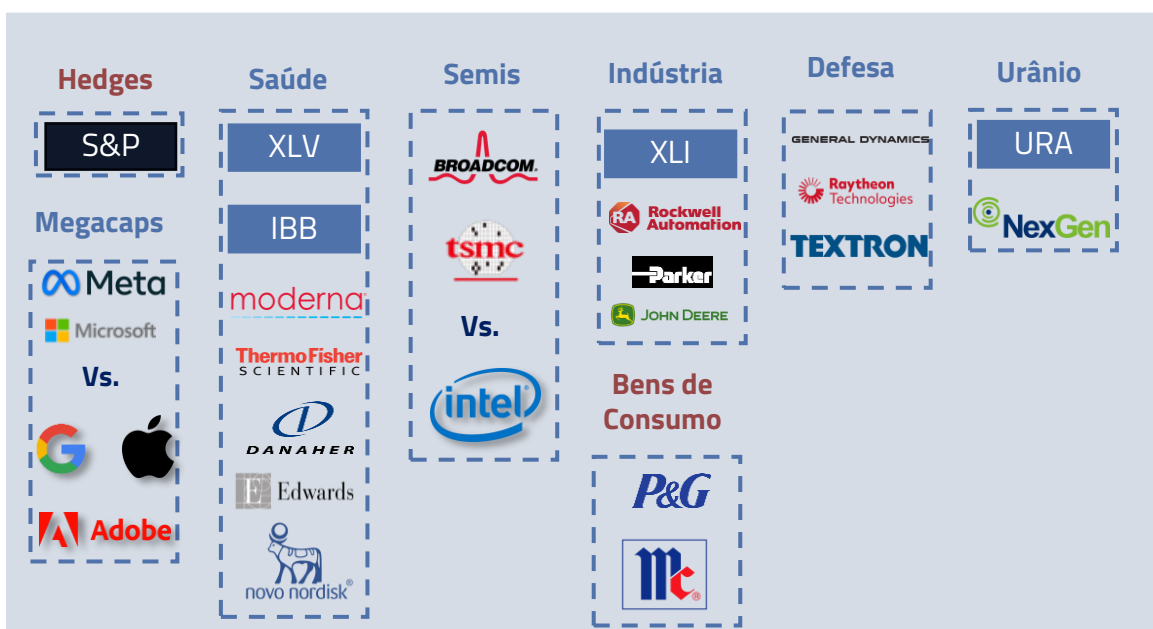 Hedges
S&P
Megacaps
Meta
Microsoft
Vs.
G
Adobe
Saúde
XLV
IBB
moderna
ThermoFisher
SCIENTIFIC
DANAHER
E Edwards
novo nordisk®
Semis
BROADCOM.
tsmc
Vs.
intel®
Indústria
XLI
RA Rockwell
Automation
Parker
JOHN DEERE
Bens de
Consumo
P&G
Mc®
Defesa
GENERAL DYNAMICS
Raytheon
Technologies
TEXTRON
Urânio
URA
NexGen